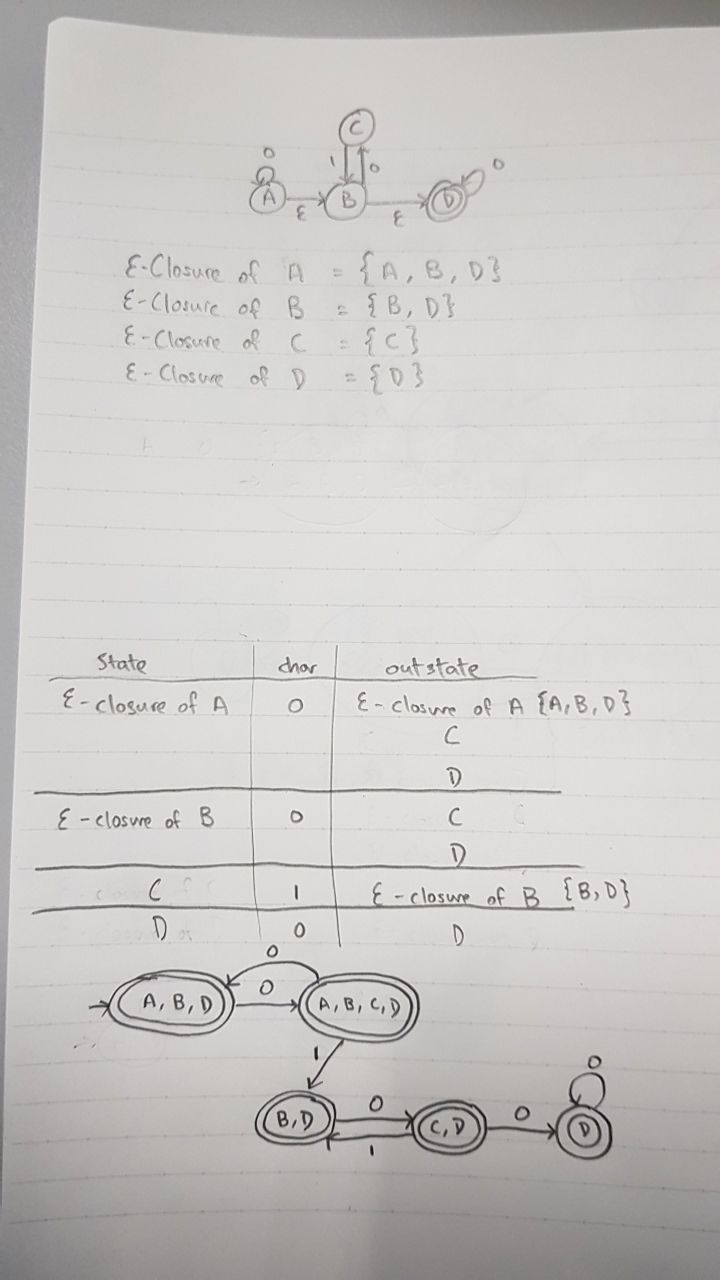 C
0 1 0 0
A B D
ε ε
ε-Closure of A = {A, B, D}
ε-Closure of B = {B, D}
ε-Closure of C = {C}
ε-Closure of D = {D}
State char outstate
ε-closure of A 0 ε-closure of A {A, B, D}
C
D
ε-closure of B 0 C
D
C 1 ε-closure of B {B, D}
D 0 D
0
A, B, D 0 A, B, C, D
1 0
B, D 0 C, D 0 D
1